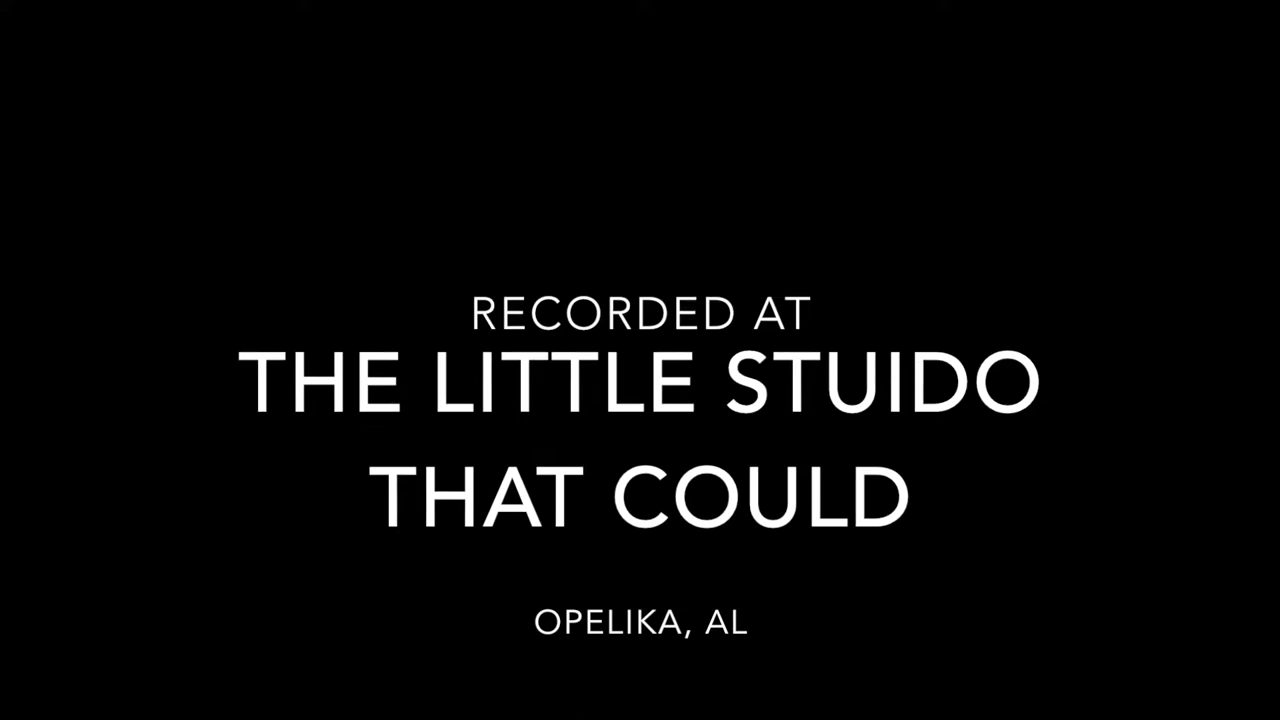 RECORDED AT
THE LITTLE STUIDO
THAT COULD
OPELIKA, AL